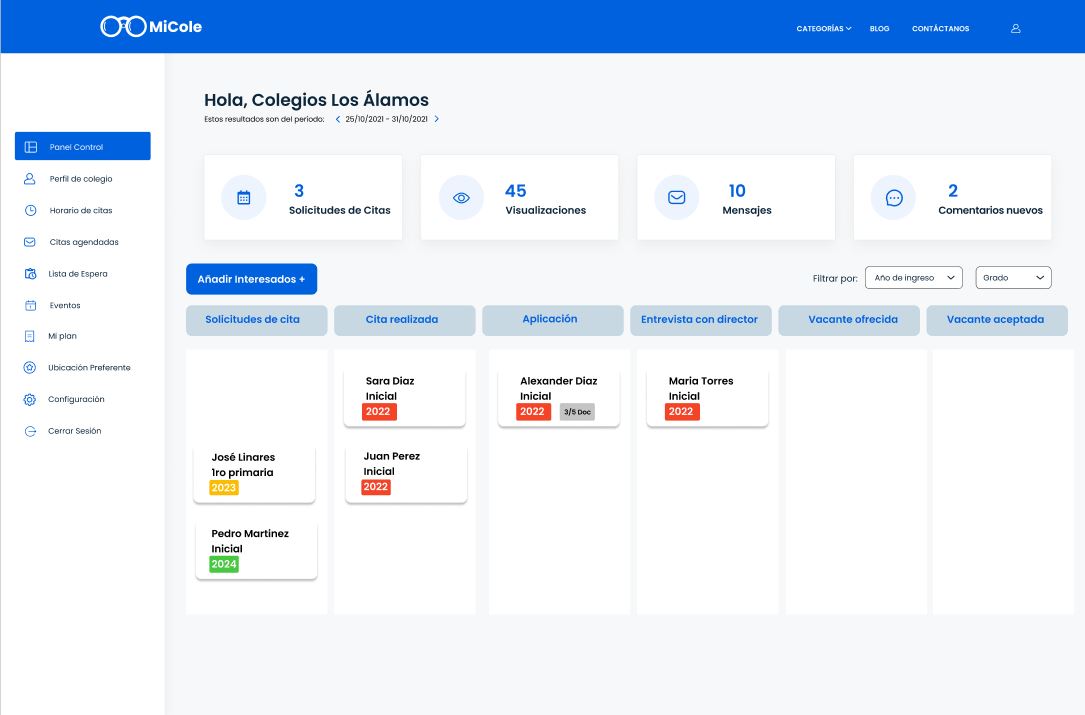 MiCole
CATEGORÍAS
BLOG
CONTÁCTANOS
Panel Control
Perfil de colegio
Horario de citas
Citas agendadas
Lista de Espera
Eventos
Mi plan
Ubicación Preferente
Configuración
Cerrar Sesión
Hola, Colegios Los Álamos
Estos resultados son del período: 25/10/2021 - 31/10/2021
3
Solicitudes de Citas
45
Visualizaciones
10
Mensajes
2
Comentarios nuevos
Añadir Interesados +
Filtrar por: Año de ingreso Grado
Solicitudes de cita
Cita realizada
Aplicación
Entrevista con director
Vacante ofrecida
Vacante aceptada
José Linares
1ro primaria
2023
Pedro Martinez
Inicial
2024
Sara Diaz
Inicial
2022
Juan Perez
Inicial
2022
Alexander Diaz
Inicial
2022 3/5 Doc
Maria Torres
Inicial
2022